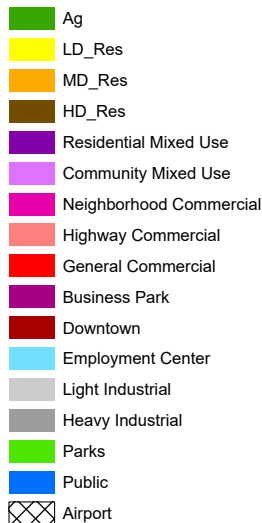 Ag
LD_Res
MD_Res
HD_Res
Residential Mixed Use
Community Mixed Use
Neighborhood Commercial
Highway Commercial
General Commercial
Business Park
Downtown
Employment Center
Light Industrial
Heavy Industrial
Parks
Public
Airport